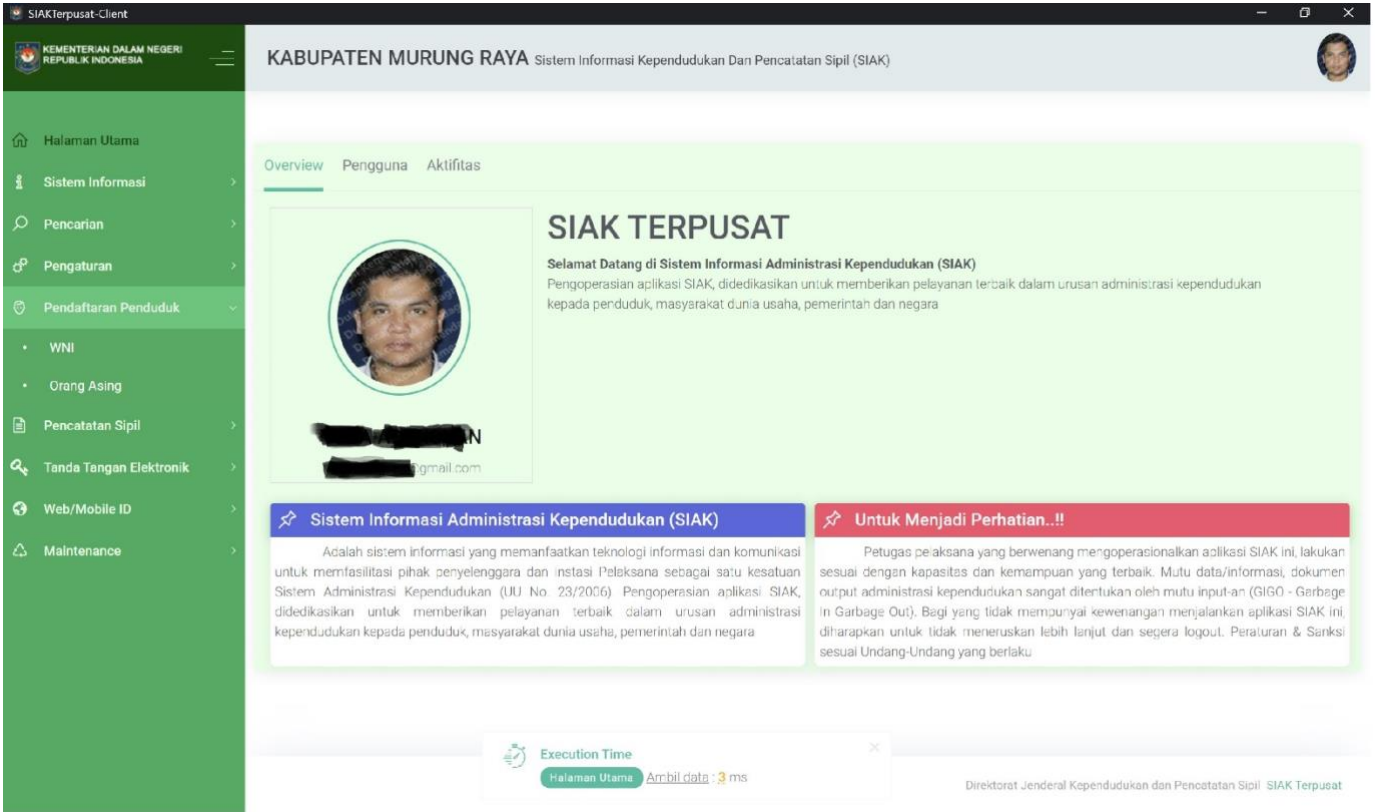 SIAKTerpusat-Client
KEMENTERIAN DALAM NEGERI
REPUBLIK INDONESIA
KABUPATEN MURUNG RAYA Sistem Informasi Kependudukan Dan Pencatatan Sipil (SIAK)
Halaman Utama
Sistem Informasi
Pencarian
Pengaturan
Pendaftaran Penduduk
WNI
Orang Asing
Pencatatan Sipil
Tanda Tangan Elektronik
Web/Mobile ID
Maintenance
Overview Pengguna Aktifitas
SIAK TERPUSAT
Selamat Datang di Sistem Informasi Administrasi Kependudukan (SIAK)
Pengoperasian aplikasi SIAK, didedikasikan untuk memberikan pelayanan terbaik dalam urusan administrasi kependudukan
kepada penduduk, masyarakat dunia usaha, pemerintah dan negara
@gmail.com
Sistem Informasi Administrasi Kependudukan (SIAK)
Adalah sistem informasi yang memanfaatkan teknologi informasi dan komunikasi
untuk memfasilitasi pihak penyelenggara dan instasi Pelaksana sebagai satu kesatuan
Sistem Administrasi Kependudukan (UU No. 23/2006) Pengoperasian aplikasi SIAK,
didedikasikan untuk memberikan pelayanan terbaik dalam urusan administrasi
kependudukan kepada penduduk, masyarakat dunia usaha, pemerintah dan negara
Untuk Menjadi Perhatian..!!
Petugas pelaksana yang berwenang mengoperasionalkan aplikasi SIAK ini, lakukan
sesuai dengan kapasitas dan kemampuan yang terbaik. Mutu data/informasi, dokumen
output administrasi kependudukan sangat ditentukan oleh mutu input-an (GIGO - Garbage
In Garbage Out). Bagi yang tidak mempunyai kewenangan menjalankan aplikasi SIAK ini,
diharapkan untuk tidak meneruskan lebih lanjut dan segera logout. Peraturan & Sanksi
sesuai Undang-Undang yang berlaku
Execution Time
Halaman Utama Ambil data : 3 ms
Direktorat Jenderal Kependudukan dan Pencatatan Sipil SIAK Terpusat